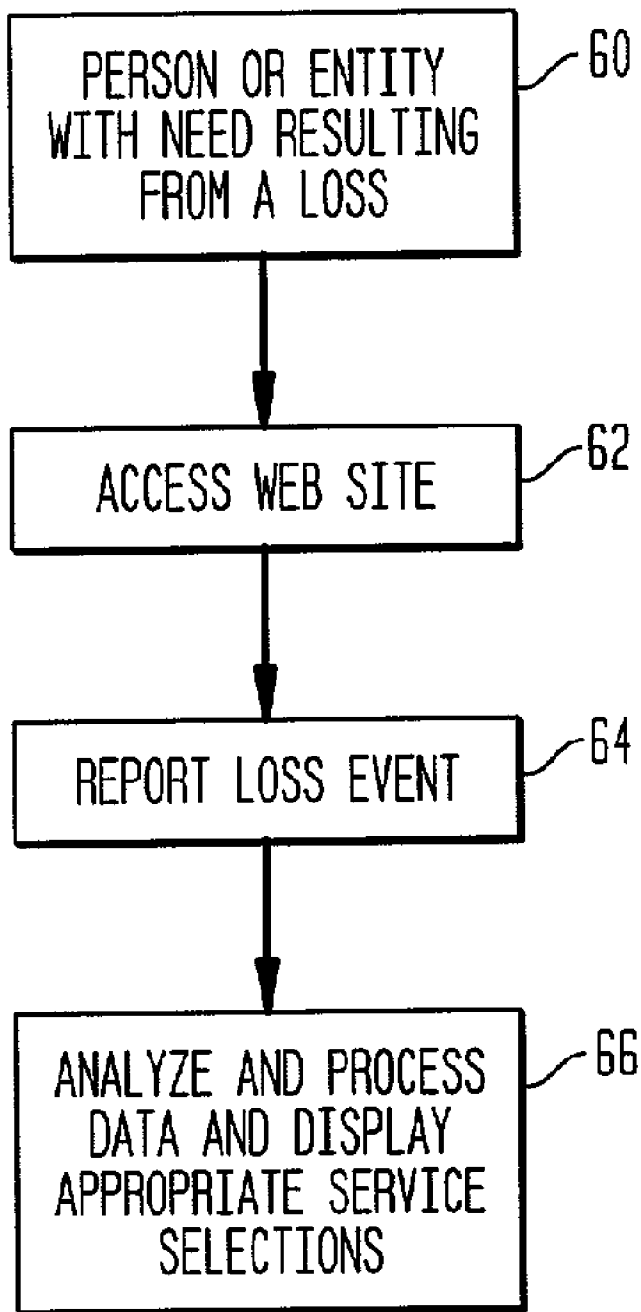 PERSON OR ENTITY
WITH NEED RESULTING
FROM A LOSS
60
ACCESS WEB SITE
62
REPORT LOSS EVENT
64
ANALYZE AND PROCESS
DATA AND DISPLAY
APPROPRIATE SERVICE
SELECTIONS
66